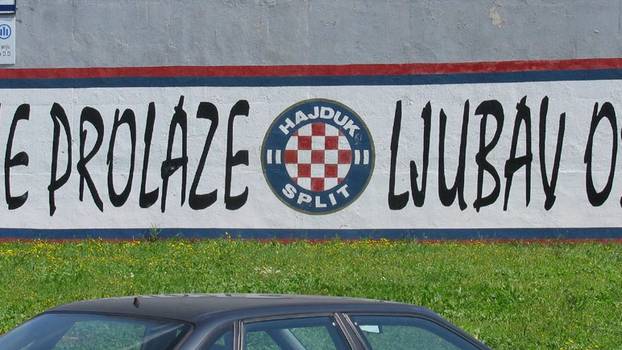 E PROLAZE HAJDUK SPLIT LJUBAV O